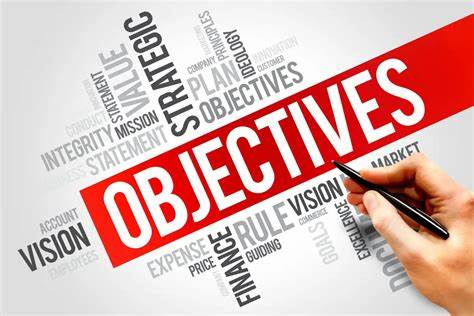 PRINCIPLES
COMPANY
IDEOLOGY
INNOVATION
CUSTOMER
STRATEGIC
VALUE
STATEMENT
CONDUCT
MISSION
INTEGRITY
STATEMENT
PLAN
OBJECTIVES
OBJECTIVES
MARKET
ACCOUNT
VISION
EMPLOYEES
EXPENSE
PRICE
FINANCE
RULE
GUIDING
VISION
COMMERCE
GOALS
EXCELLENCE